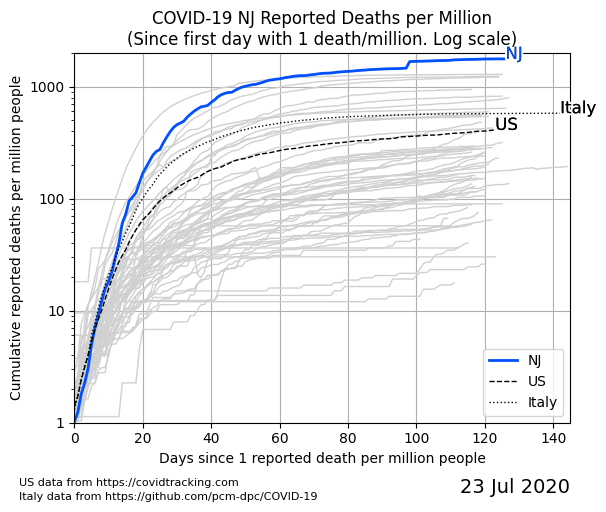 COVID-19 NJ Reported Deaths per Million
(Since first day with 1 death/million. Log scale)
NJ
Italy
US
Cumulative reported deaths per million people
1000
100
10
1
0 20 40 60 80 100 120 140
Days since 1 reported death per million people
NJ
US
Italy
US data from https://covidtracking.com
Italy data from https://github.com/pcm-dpc/COVID-19
23 Jul 2020